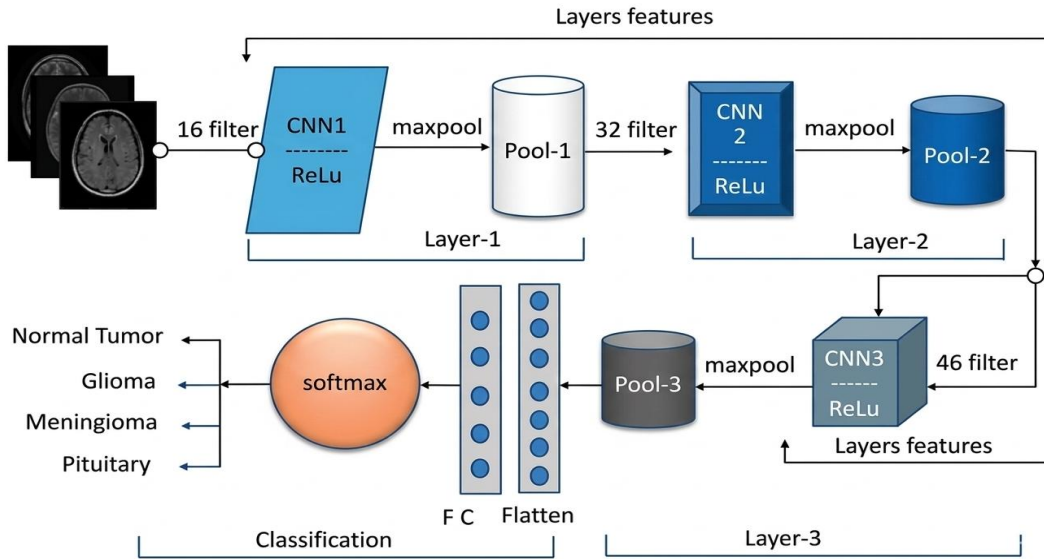 Layers features
16 filter
CNN1
--------
ReLu
maxpool
Pool-1
32 filter
CNN
2
-------
ReLu
maxpool
Pool-2
Layer-1
Layer-2
Normal Tumor
Glioma
Meningioma
Pituitary
softmax
F C
Flatten
Pool-3
maxpool
CNN3
------
ReLu
46 filter
Layers features
Classification
Layer-3